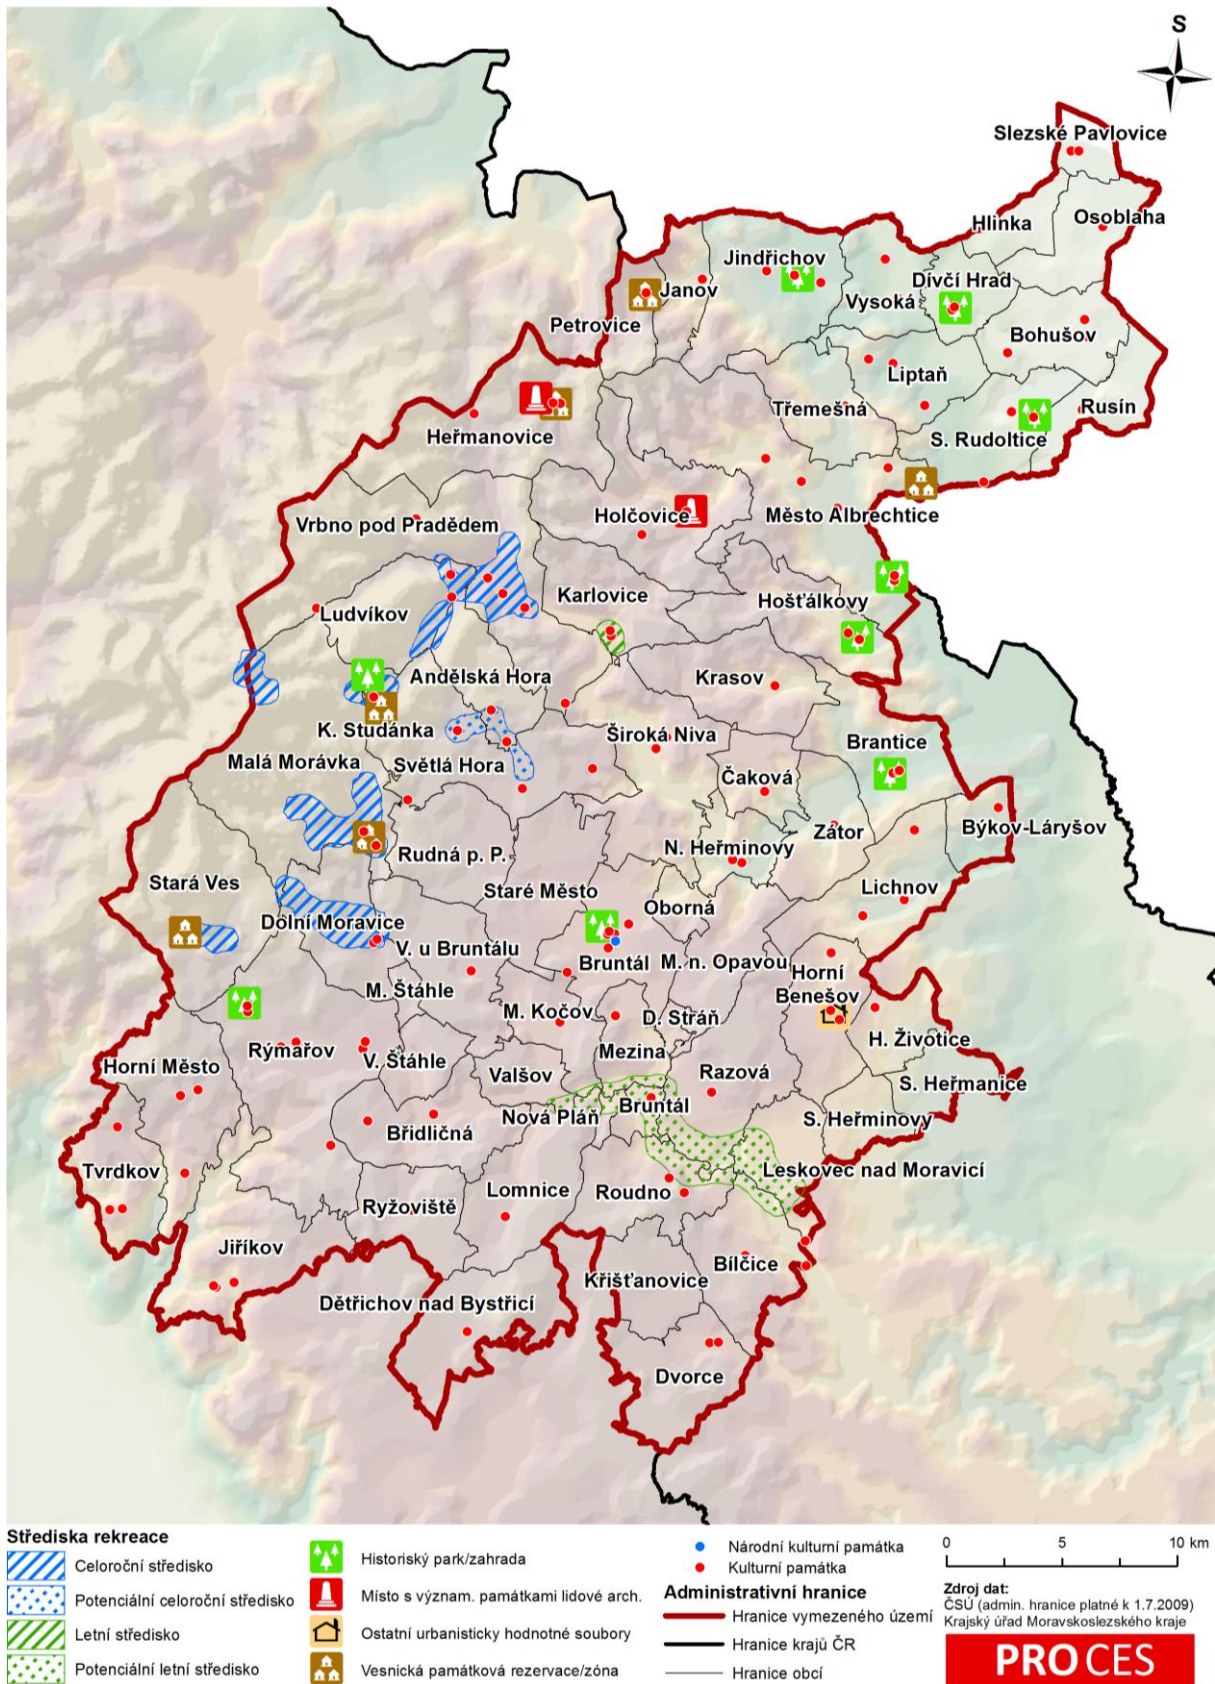 S
Slezské Pavlovice
Hlinka
Osoblaha
Jindřichov
Dívčí Hrad
Janov
Vysoká
Petrovice
Bohušov
Liptaň
Třemešná
Rusín
Heřmanovice
S. Rudoltice
Holčovice
Město Albrechtice
Vrbno pod Pradědem
Karlovice
Hošťálkovy
Ludvíkov
Andělská Hora
Krasov
K. Studánka
Široká Niva
Brantice
Malá Morávka
Světlá Hora
Čaková
Zátor
Býkov-Láryšov
Rudná p. P.
N. Heřminovy
Stará Ves
Staré Město
Lichnov
Oborná
Dolní Moravice
V. u Bruntálu
Bruntál
M. n. Opavou
Horní
Benešov
M. Štáhle
M. Kočov
D. Stráň
H. Životice
Rýmařov
Mezina
Horní Město
V. Štáhle
Valšov
Razová
S. Heřmanice
Nová Pláň
Bruntál
S. Heřminovy
Břidličná
Tvrdkov
Leskovec nad Moravicí
Lomnice
Roudno
Ryžoviště
Jiříkov
Bílčice
Křišťanovice
Dětřichov nad Bystřicí
Dvorce
Střediska rekreace
Celoroční středisko
Potenciální celoroční středisko
Letní středisko
Potenciální letní středisko
Historiský park/zahrada
Místo s význam. památkami lidové arch.
Ostatní urbanisticky hodnotné soubory
Vesnická památková rezervace/zóna
Národní kulturní památka
Kulturní památka
Administrativní hranice
Hranice vymezeného území
Hranice krajů ČR
Hranice obcí
0 5 10 km
Zdroj dat:
ČSÚ (admin. hranice platné k 1.7.2009)
Krajský úřad Moravskoslezského kraje
PROCES